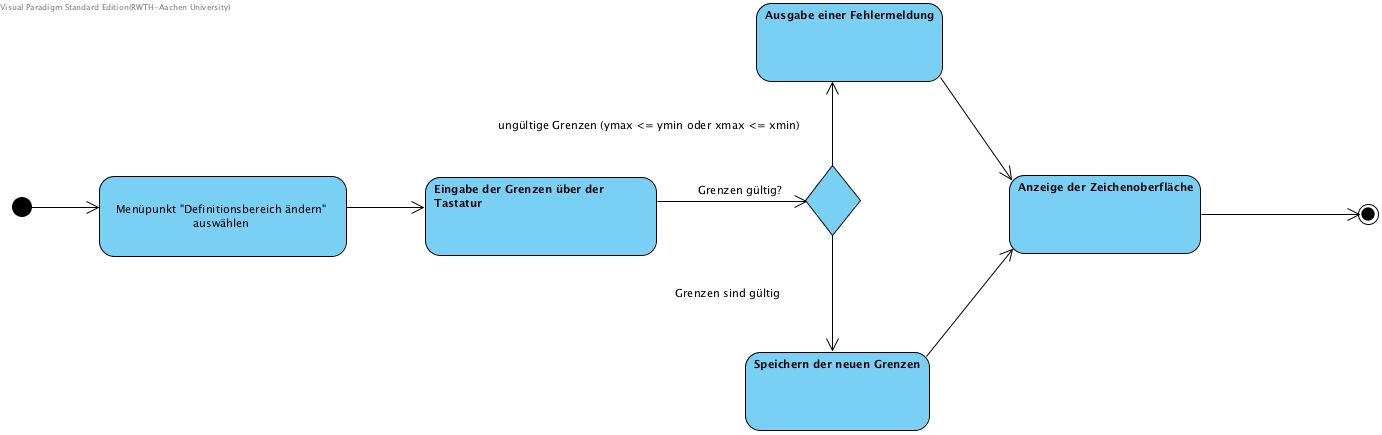 Visual Paradigm Standard Edition(RWTH-Aachen University)
Ausgabe einer Fehlermeldung
ungültige Grenzen (ymax <= ymin oder xmax <= xmin)
Menüpunkt "Definitionsbereich ändern"
auswählen
Eingabe der Grenzen über der
Tastatur
Grenzen gültig?
Anzeige der Zeichenoberfläche
Grenzen sind gültig
Speichern der neuen Grenzen